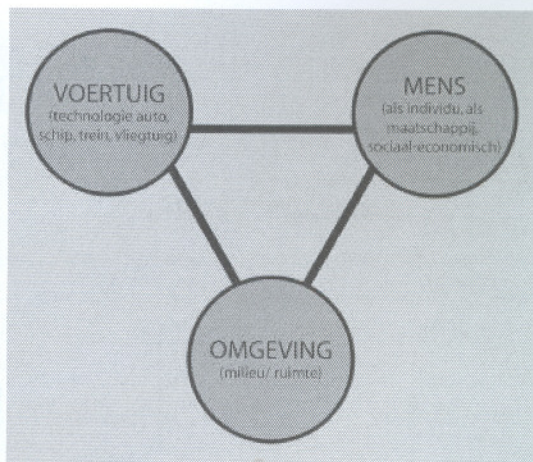 VOERTUIG
(technologie auto,
schip, trein, vliegtuig)
MENS
(als individu, als
maatschappij,
sociaal-economisch)
OMGEVING
(milieu/ ruimte)